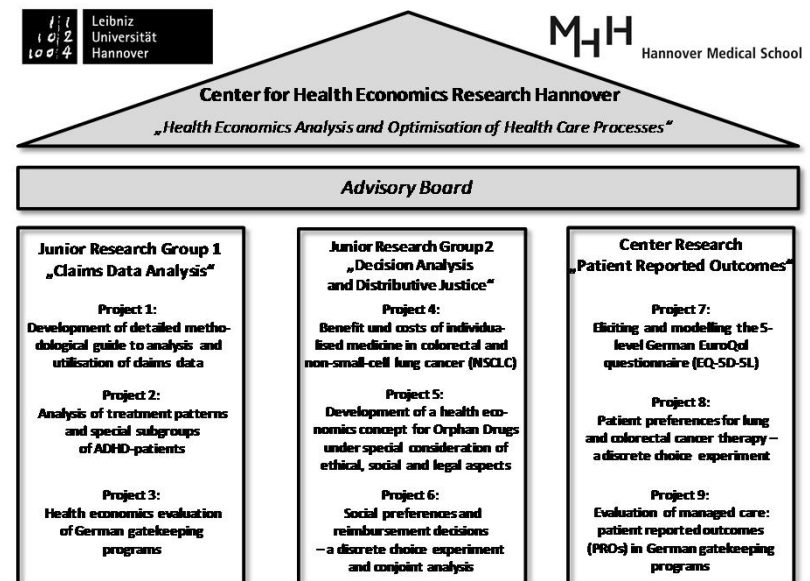 Leibniz
Universität
Hannover
MHH
Hannover Medical School
Center for Health Economics Research Hannover
„Health Economics Analysis and Optimisation of Health Care Processes“
Advisory Board
Junior Research Group 1
„Claims Data Analysis“
Project 1:
Development of detailed metho-
dological guide to analysis and
utilisation of claims data
Project 2:
Analysis of treatment patterns
and special subgroups
of ADHD-patients
Project 3:
Health economics evaluation
of German gatekeeping
programs
Junior Research Group 2
„Decision Analysis
and Distributive Justice“
Project 4:
Benefit und costs of individua-
lised medicine in colorectal and
non-small-cell lung cancer (NSCLC)
Project 5:
Development of a health eco-
nomics concept for Orphan Drugs
under special consideration of
ethical, social and legal aspects
Project 6:
Social preferences and
reimbursement decisions
– a discrete choice experiment
and conjoint analysis
Center Research
„Patient Reported Outcomes“
Project 7:
Eliciting and modelling the 5-
level German EuroQol
questionnaire (EQ-5D-5L)
Project 8:
Patient preferences for lung
and colorectal cancer therapy –
a discrete choice experiment
Project 9:
Evaluation of managed care:
patient reported outcomes
(PROs) in German gatekeeping
programs